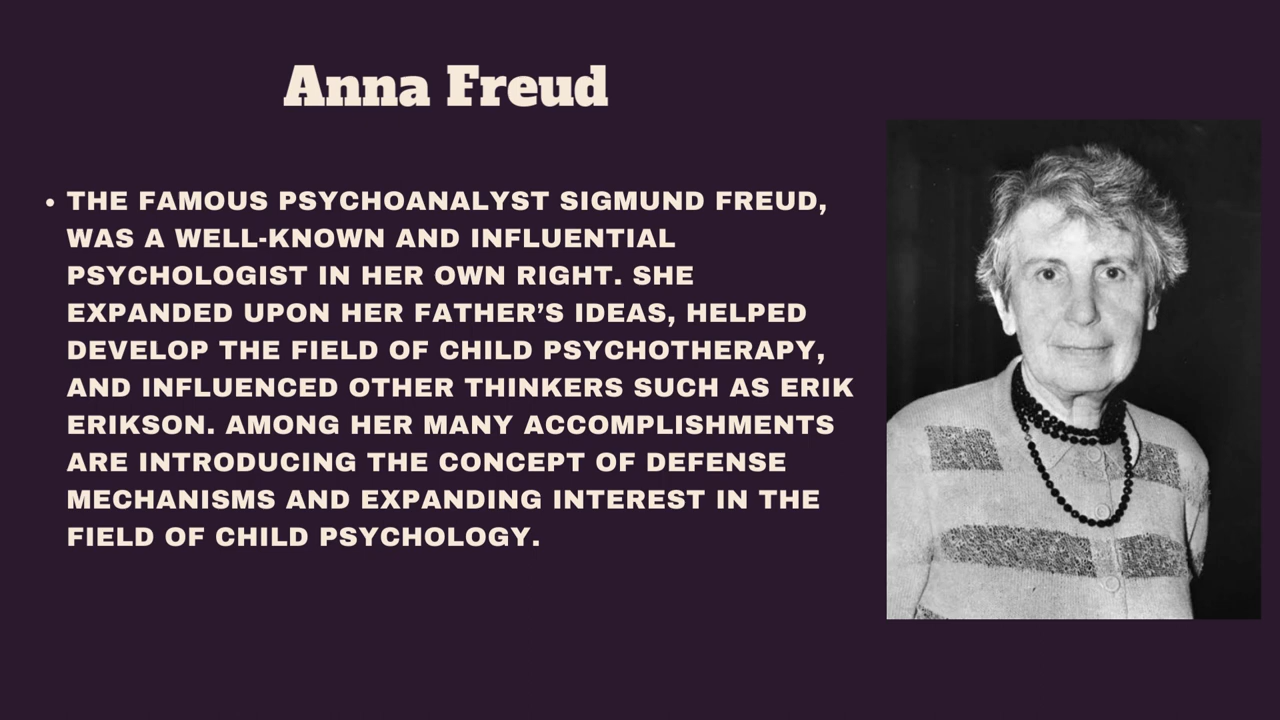 Anna Freud
• THE FAMOUS PSYCHOANALYST SIGMUND FREUD,
WAS A WELL-KNOWN AND INFLUENTIAL
PSYCHOLOGIST IN HER OWN RIGHT. SHE
EXPANDED UPON HER FATHER’S IDEAS, HELPED
DEVELOP THE FIELD OF CHILD PSYCHOTHERAPY,
AND INFLUENCED OTHER THINKERS SUCH AS ERIK
ERIKSON. AMONG HER MANY ACCOMPLISHMENTS
ARE INTRODUCING THE CONCEPT OF DEFENSE
MECHANISMS AND EXPANDING INTEREST IN THE
FIELD OF CHILD PSYCHOLOGY.